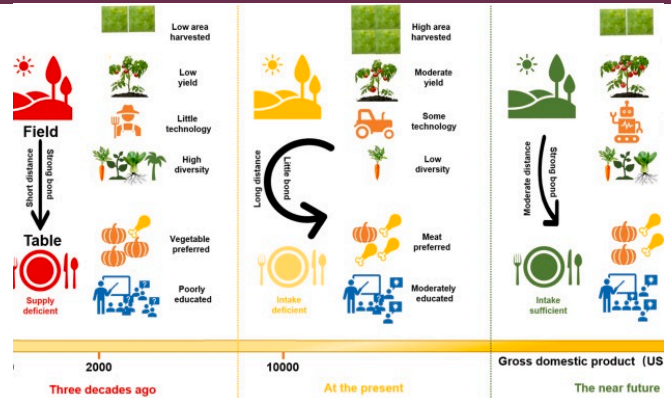 Low area
harvested
Low
yield
Little
technology
High
diversity
Field
Short distance
Strong bond
Table
Vegetable
preferred
Poorly
educated
Supply
deficient
High area
harvested
Moderate
yield
Some
technology
Low
diversity
Long distance
Little bond
Meat
preferred
Moderately
educated
Intake
deficient
Moderate distance
Strong bond
Intake
sufficient
2000
10000
Gross domestic product (US
Three decades ago
At the present
The near future